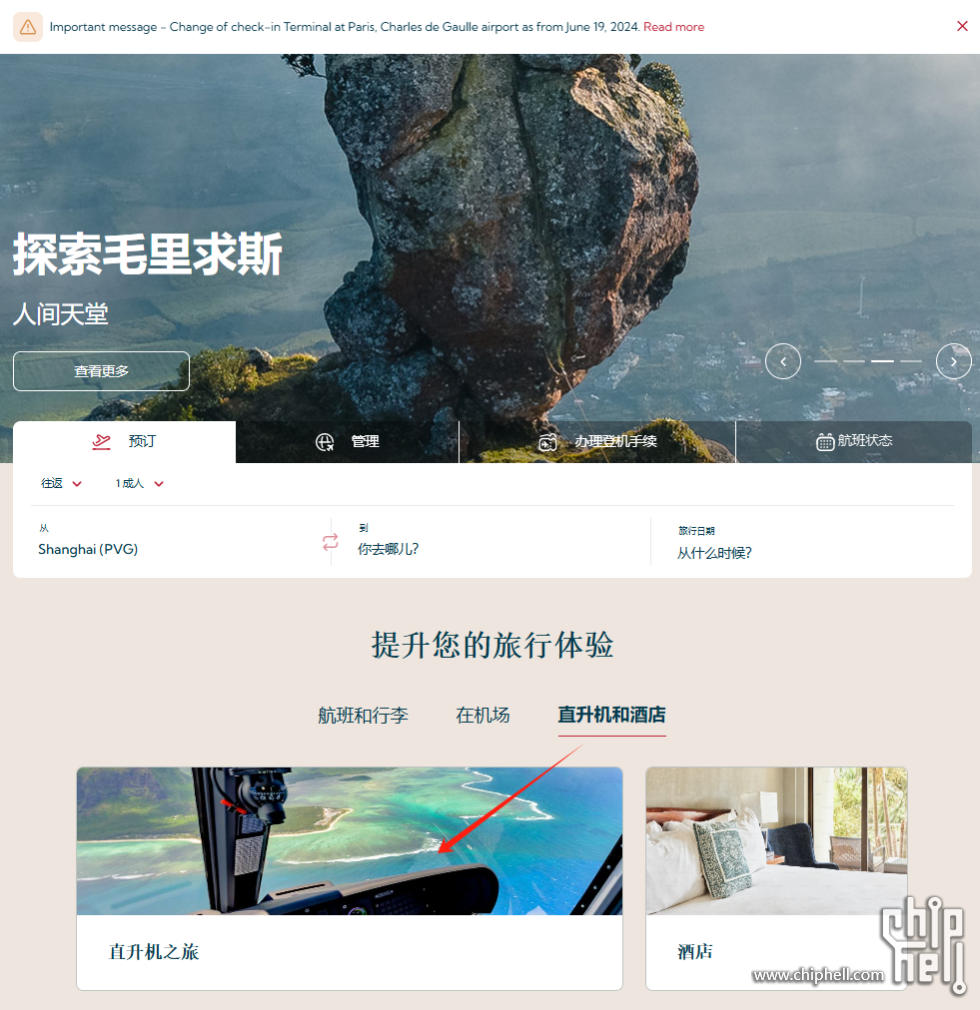 Important message - Change of check-in Terminal at Paris, Charles de Gaulle airport as from June 19, 2024. Read more
探索毛里求斯
人间天堂
查看更多
预订
管理
办理登机手续
航班状态
往返
1成人
从
Shanghai (PVG)
到
你去哪儿?
旅行日期
从什么时候?
提升您的旅行体验
航班和行李
在机场
直升机和酒店
直升机之旅
酒店
www.chiphell.com
chip
hell